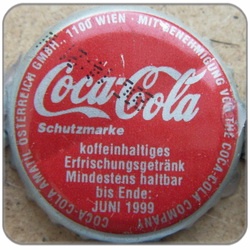 COCA-COLA AMATIL ÖSTERREICH GMBH., 1100 WIEN · MIT GENEHMIGUNG VON THE COCA-COLA COMPANY
Coca-Cola
Schutzmarke
koffeinhaltiges
Erfrischungsgetränk
Mindestens haltbar
bis Ende:
JUNI 1999